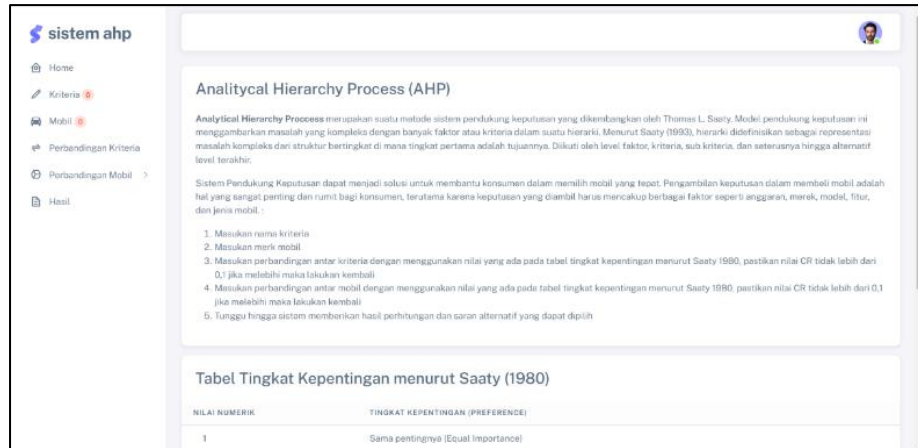 sistem ahp
Home
Kriteria 0
Mobil 0
Perbandingan Kriteria
Perbandingan Mobil >
Hasil
Analitycal Hierarchy Process (AHP)
Analytical Hierarchy Proccess merupakan suatu metode sistem pendukung keputusan yang dikembangkan oleh Thomas L. Saaty. Model pendukung keputusan ini
menggambarkan masalah yang kompleks dengan banyak faktor atau kriteria dalam suatu hierarki. Menurut Saaty (1993), hierarki didefinisikan sebagai representasi
masalah kompleks dari struktur bertingkat di mana tingkat pertama adalah tujuannya. Diikuti oleh level faktor, kriteria, sub kriteria, dan seterusnya hingga alternatif
level terakhir.
Sistem Pendukung Keputusan dapat menjadi solusi untuk membantu konsumen dalam memilih mobil yang tepat. Pengambilan keputusan dalam membeli mobil adalah
hal yang sangat penting dan rumit bagi konsumen, terutama karena keputusan yang diambil harus mencakup berbagai faktor seperti anggaran, merek, model, fitur,
dan jenis mobil. :
1. Masukan nama kriteria
2. Masukan merk mobil
3. Masukan perbandingan antar kriteria dengan menggunakan nilai yang ada pada tabel tingkat kepentingan menurut Saaty 1980, pastikan nilai CR tidak lebih dari
0,1 jika melebihi maka lakukan kembali
4. Masukan perbandingan antar mobil dengan menggunakan nilai yang ada pada tabel tingkat kepentingan menurut Saaty 1980, pastikan nilai CR tidak lebih dari 0,1
jika melebihi maka lakukan kembali
5. Tunggu hingga sistem memberikan hasil perhitungan dan saran alternatif yang dapat dipilih
Tabel Tingkat Kepentingan menurut Saaty (1980)
NILAI NUMERIK TINGKAT KEPENTINGAN (PREFERENCE)
1 Sama pentingnya (Equal Importance)